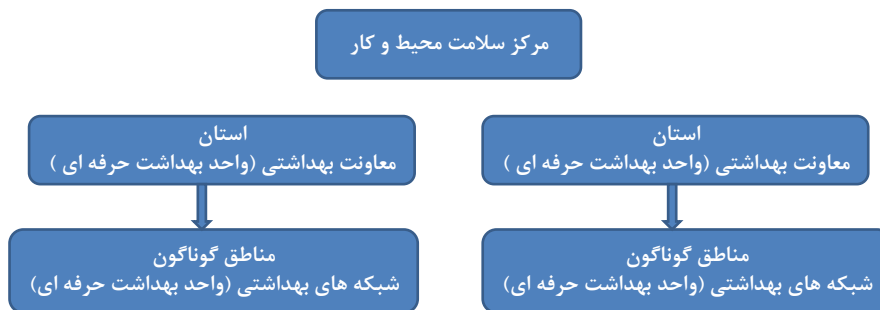 مرکز سلامت محیط و کار
استان
معاونت بهداشتی (واحد بهداشت حرفه ای )
استان
معاونت بهداشتی (واحد بهداشت حرفه ای )
مناطق گوناگون
شبکه های بهداشتی (واحد بهداشت حرفه ای)
مناطق گوناگون
شبکه های بهداشتی (واحد بهداشت حرفه ای)